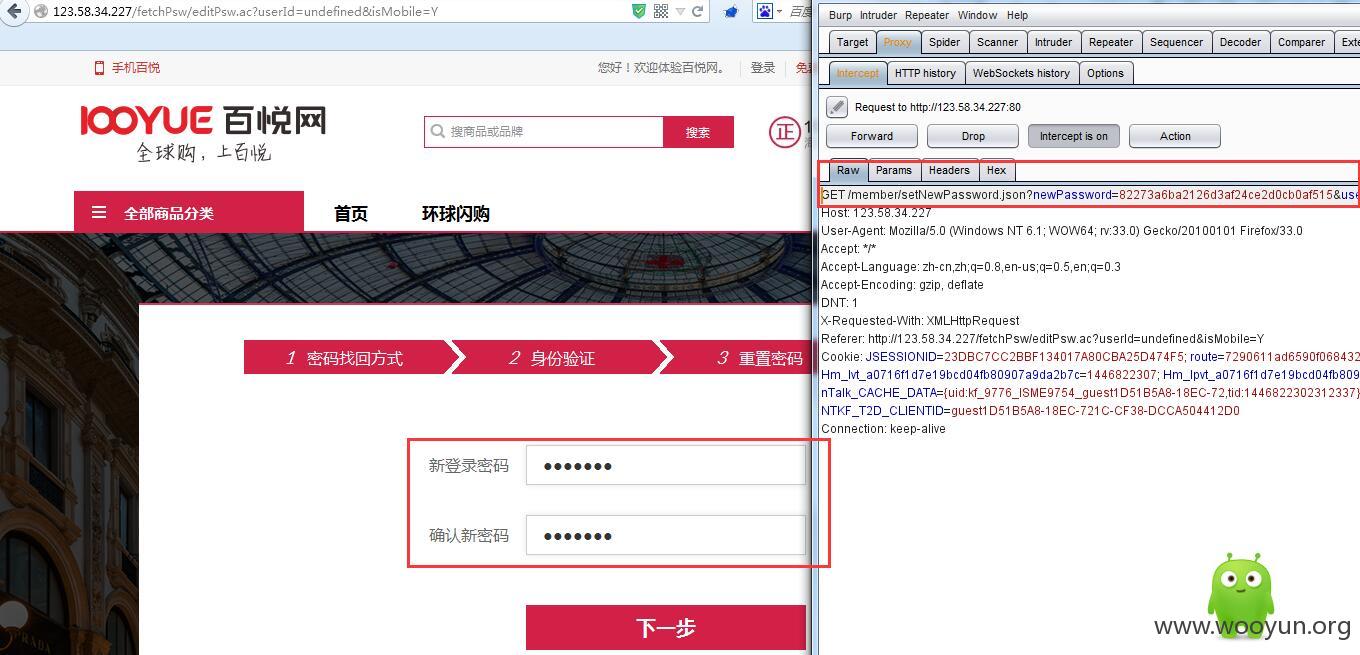 123.58.34.227/fetchPsw/editPsw.ac?userId=undefined&isMobile=Y
百度
手机百悦
您好！欢迎体验百悦网。 登录 免
1OOYUE 百悦网
全球购，上百悦
搜索商品或品牌 搜索
正
全部商品分类 首页 环球闪购
1 密码找回方式 2 身份验证 3 重置密码
新登录密码 ●●●●●●●
确认新密码 ●●●●●●●
下一步
PRADA
Burp Intruder Repeater Window Help
Target Proxy Spider Scanner Intruder Repeater Sequencer Decoder Comparer Exte
Intercept HTTP history WebSockets history Options
Request to http://123.58.34.227:80
Forward Drop Intercept is on Action
Raw Params Headers Hex
GET /member/setNewPassword.json?newPassword=82273a6ba2126d3af24ce2d0cb0af515&use
Host: 123.58.34.227
User-Agent: Mozilla/5.0 (Windows NT 6.1; WOW64; rv:33.0) Gecko/20100101 Firefox/33.0
Accept: */*
Accept-Language: zh-cn,zh;q=0.8,en-us;q=0.5,en;q=0.3
Accept-Encoding: gzip, deflate
DNT: 1
X-Requested-With: XMLHttpRequest
Referer: http://123.58.34.227/fetchPsw/editPsw.ac?userId=undefined&isMobile=Y
Cookie: JSESSIONID=23DBC7CC2BBF134017A80CBA25D474F5; route=7290611ad6590f068432
Hm_lvt_a0716f1d7e19bcd04fb80907a9da2b7c=1446822307; Hm_lpvt_a0716f1d7e19bcd04fb809
nTalk_CACHE_DATA={uid:kf_9776_ISME9754_guest1D51B5A8-18EC-72,tid:1446822302312337}
NTKF_T2D_CLIENTID=guest1D51B5A8-18EC-721C-CF38-DCCA504412D0
Connection: keep-alive
www.wooyun.org